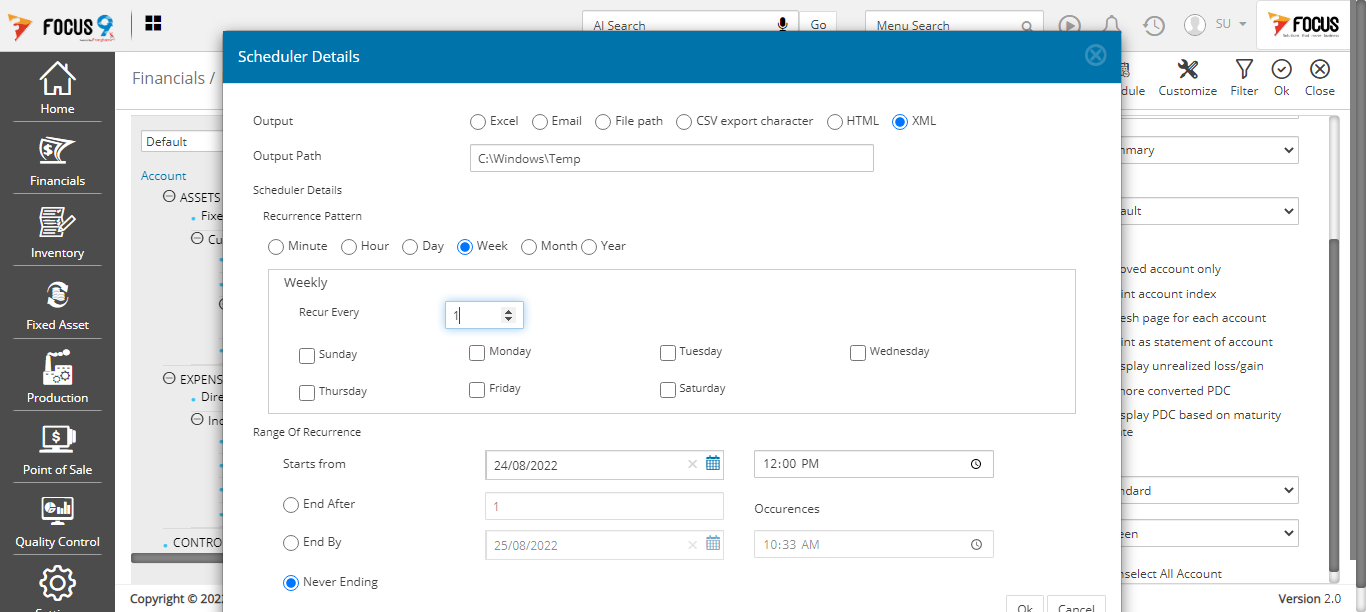 FOCUS 9
AI Search
Go
Menu Search
SU
FOCUS
Scheduler Details
Home
Financials
Inventory
Fixed Asset
Production
Point of Sale
Quality Control
Financials /
Default
Account
ASSETS
EXPENS
CONTRO
Customize
Filter
Ok
Close
Output
Excel
Email
File path
CSV export character
HTML
XML
Output Path
C:\Windows\Temp
Scheduler Details
Recurrence Pattern
Minute
Hour
Day
Week
Month
Year
Weekly
Recur Every
1
Sunday
Monday
Tuesday
Wednesday
Thursday
Friday
Saturday
Range Of Recurrence
Starts from
24/08/2022
12:00 PM
End After
1
Occurences
End By
25/08/2022
10:33 AM
Never Ending
Ok
Cancel
mmary
ault
oved account only
int account index
esh page for each account
int as statement of account
splay unrealized loss/gain
nore converted PDC
splay PDC based on maturity
te
ndard
een
nselect All Account
Copyright © 202
Version 2.0